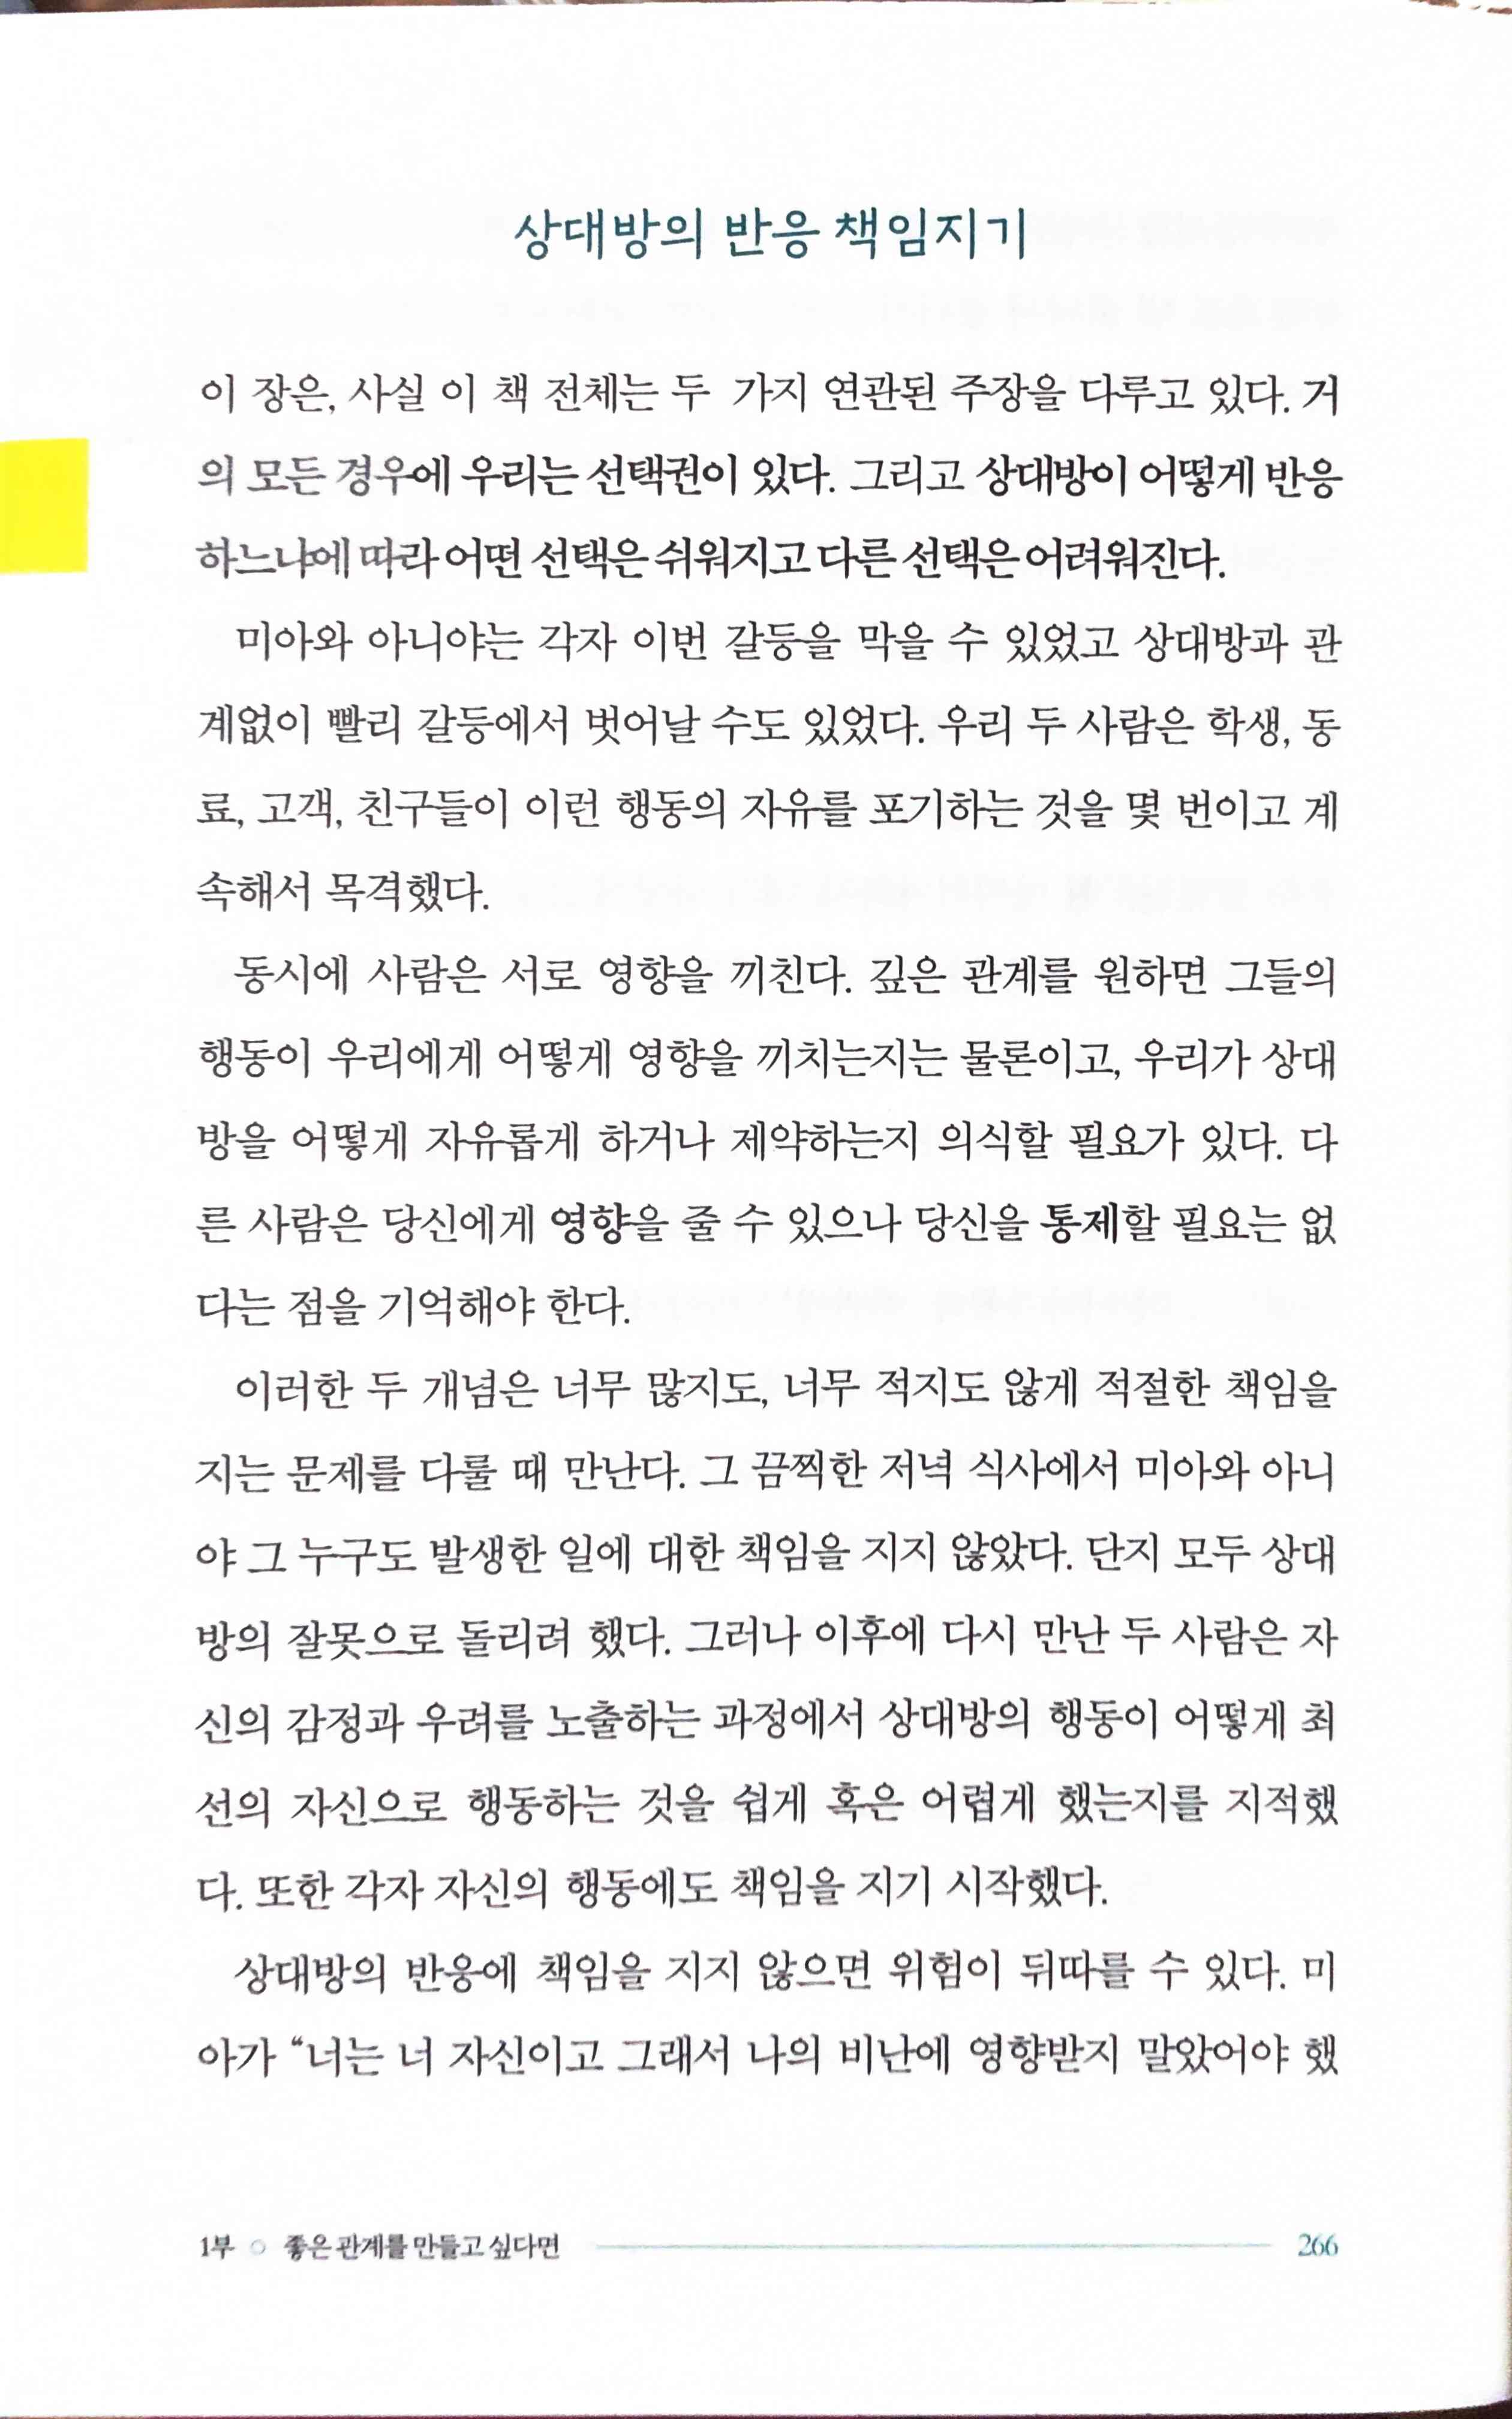 상대방의 반응 책임지기
이 장은, 사실 이 책 전체는 두 가지 연관된 주장을 다루고 있다. 거
의 모든 경우에 우리는 선택권이 있다. 그리고 상대방이 어떻게 반응
하느냐에 따라 어떤 선택은 쉬워지고 다른 선택은 어려워진다.
미아와 아니야는 각자 이번 갈등을 막을 수 있었고 상대방과 관
계없이 빨리 갈등에서 벗어날 수도 있었다. 우리 두 사람은 학생, 동
료, 고객, 친구들이 이런 행동의 자유를 포기하는 것을 몇 번이고 계
속해서 목격했다.
동시에 사람은 서로 영향을 끼친다. 깊은 관계를 원하면 그들의
행동이 우리에게 어떻게 영향을 끼치는지는 물론이고, 우리가 상대
방을 어떻게 자유롭게 하거나 제약하는지 의식할 필요가 있다. 다
른 사람은 당신에게 영향을 줄 수 있으나 당신을 통제할 필요는 없
다는 점을 기억해야 한다.
이러한 두 개념은 너무 많지도, 너무 적지도 않게 적절한 책임을
지는 문제를 다룰 때 만난다. 그 끔찍한 저녁 식사에서 미아와 아니
야 그 누구도 발생한 일에 대한 책임을 지지 않았다. 단지 모두 상대
방의 잘못으로 돌리려 했다. 그러나 이후에 다시 만난 두 사람은 자
신의 감정과 우려를 노출하는 과정에서 상대방의 행동이 어떻게 최
선의 자신으로 행동하는 것을 쉽게 혹은 어렵게 했는지를 지적했
다. 또한 각자 자신의 행동에도 책임을 지기 시작했다.
상대방의 반응에 책임을 지지 않으면 위험이 뒤따를 수 있다. 미
아가 “너는 너 자신이고 그래서 나의 비난에 영향받지 말았어야 했
1부 ○ 좋은 관계를 만들고 싶다면 266